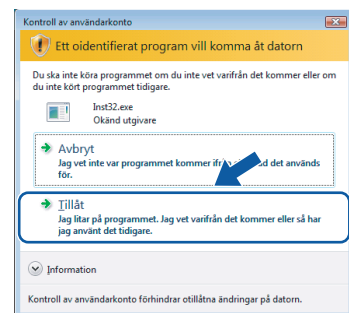 Kontroll av användarkonto
Ett oidentifierat program vill komma åt datorn
Du ska inte köra programmet om du inte vet varifrån det kommer eller om
du inte kört programmet tidigare.
Inst32.exe
Okänd utgivare
Avbryt
Jag vet inte var programmet kommer ifrån det används
för.
Tillåt
Jag litar på programmet. Jag vet varifrån det kommer eller så har
jag använt det tidigare.
Information
Kontroll av användarkonto förhindrar otillåtna ändringar på datorn.